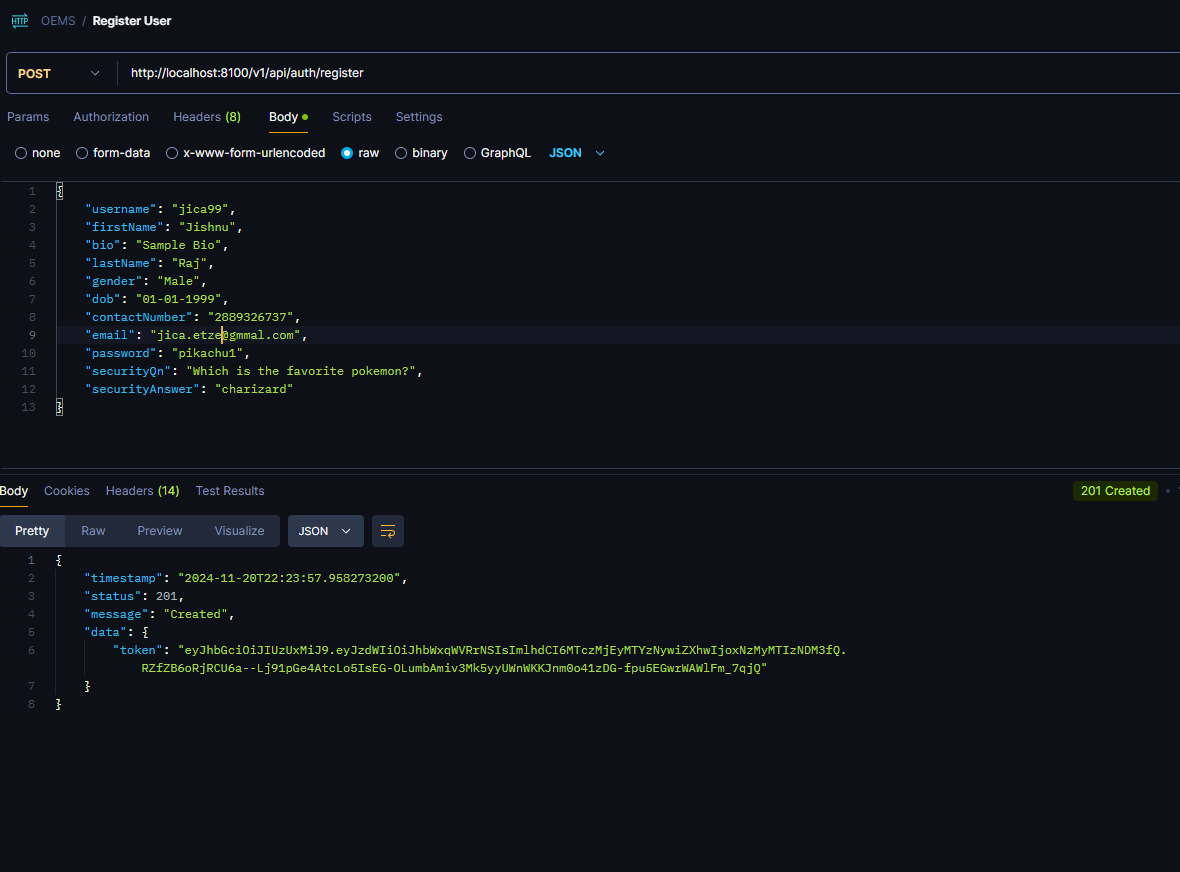 HTTP OEMS / Register User
POST http://localhost:8100/v1/api/auth/register
Params Authorization Headers (8) Body Scripts Settings
none form-data x-www-form-urlencoded raw binary GraphQL JSON
1 {
2 "username": "jica99",
3 "firstName": "Jishnu",
4 "bio": "Sample Bio",
5 "lastName": "Raj",
6 "gender": "Male",
7 "dob": "01-01-1999",
8 "contactNumber": "2889326737",
9 "email": "jica.etze@gmmal.com",
10 "password": "pikachu1",
11 "securityQn": "Which is the favorite pokemon?",
12 "securityAnswer": "charizard"
13 }
Body Cookies Headers (14) Test Results 201 Created
Pretty Raw Preview Visualize JSON
1 {
2 "timestamp": "2024-11-20T22:23:57.958273200",
3 "status": 201,
4 "message": "Created",
5 "data": {
6 "token": "eyJhbGciOiJIUzUxMiJ9.eyJzdWIiOiJhbWxqWVRrNSIsImlhdCI6MTczMjEyMTYzNywiZXhwIjoxNzMyMTIzNDM3fQ.
RZfZB6oRjRCU6a--Lj91pGe4AtcLo5IsEG-OLumbAmiv3Mk5yyUWnWKKJnm0o41zDG-fpu5EGwrWAWlFm_7qjQ"
7 }
8 }